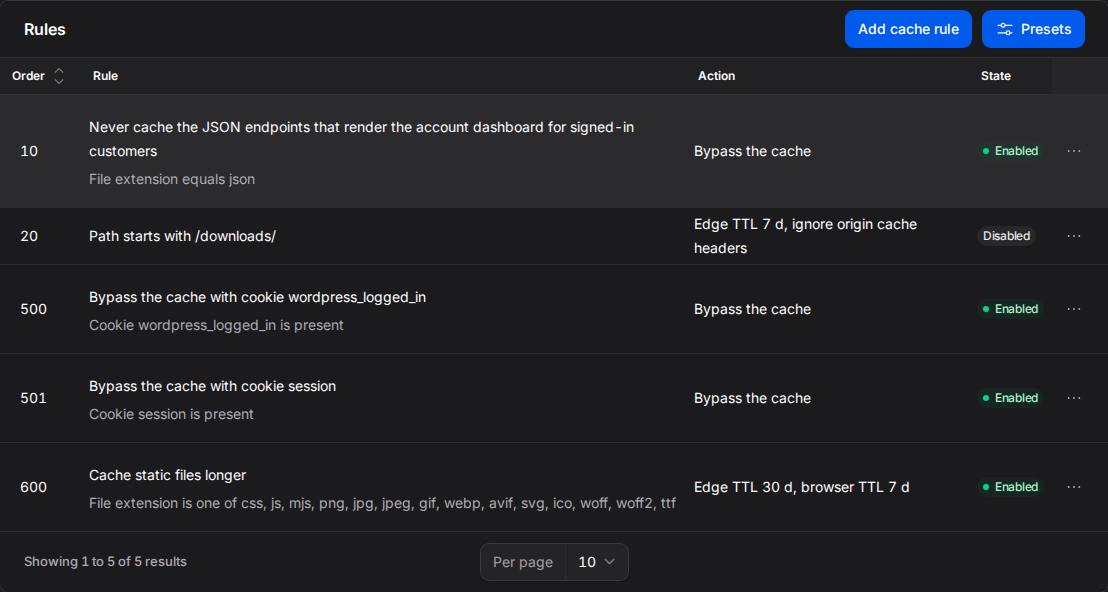 Rules
Add cache rule
Presets
Order
Rule
Action
State
10
Never cache the JSON endpoints that render the account dashboard for signed-in
customers
File extension equals json
Bypass the cache
Enabled
20
Path starts with /downloads/
Edge TTL 7 d, ignore origin cache
headers
Disabled
500
Bypass the cache with cookie wordpress_logged_in
Cookie wordpress_logged_in is present
Bypass the cache
Enabled
501
Bypass the cache with cookie session
Cookie session is present
Bypass the cache
Enabled
600
Cache static files longer
File extension is one of css, js, mjs, png, jpg, jpeg, gif, webp, avif, svg, ico, woff, woff2, ttf
Edge TTL 30 d, browser TTL 7 d
Enabled
Showing 1 to 5 of 5 results
Per page
10